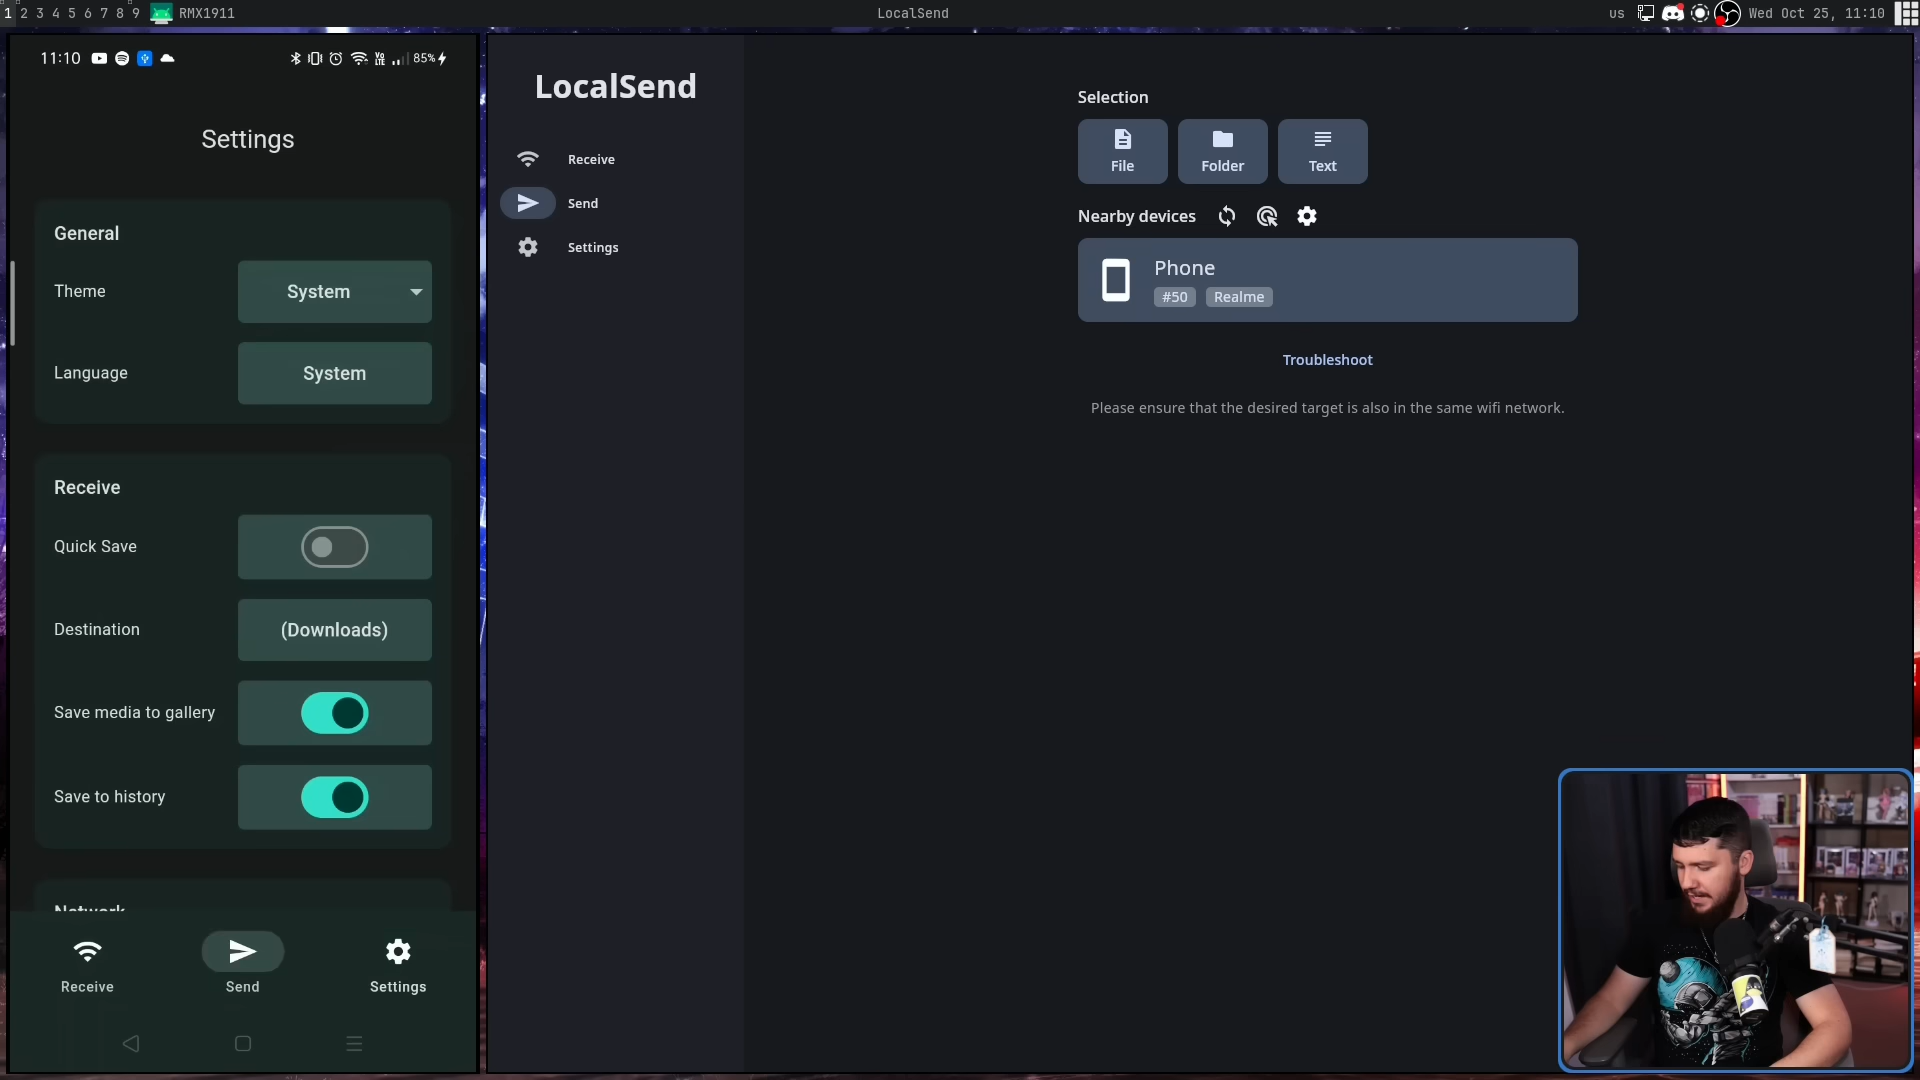 1 2 3 4 5 6 7 8 9 RMX1911
LocalSend
us Wed Oct 25, 11:10
11:10
VO LTE 85%
Settings
General
Theme System
Language System
Receive
Quick Save
Destination (Downloads)
Save media to gallery
Save to history
Network
Receive Send Settings
LocalSend
Receive
Send
Settings
Selection
File Folder Text
Nearby devices
Phone
#50 Realme
Troubleshoot
Please ensure that the desired target is also in the same wifi network.